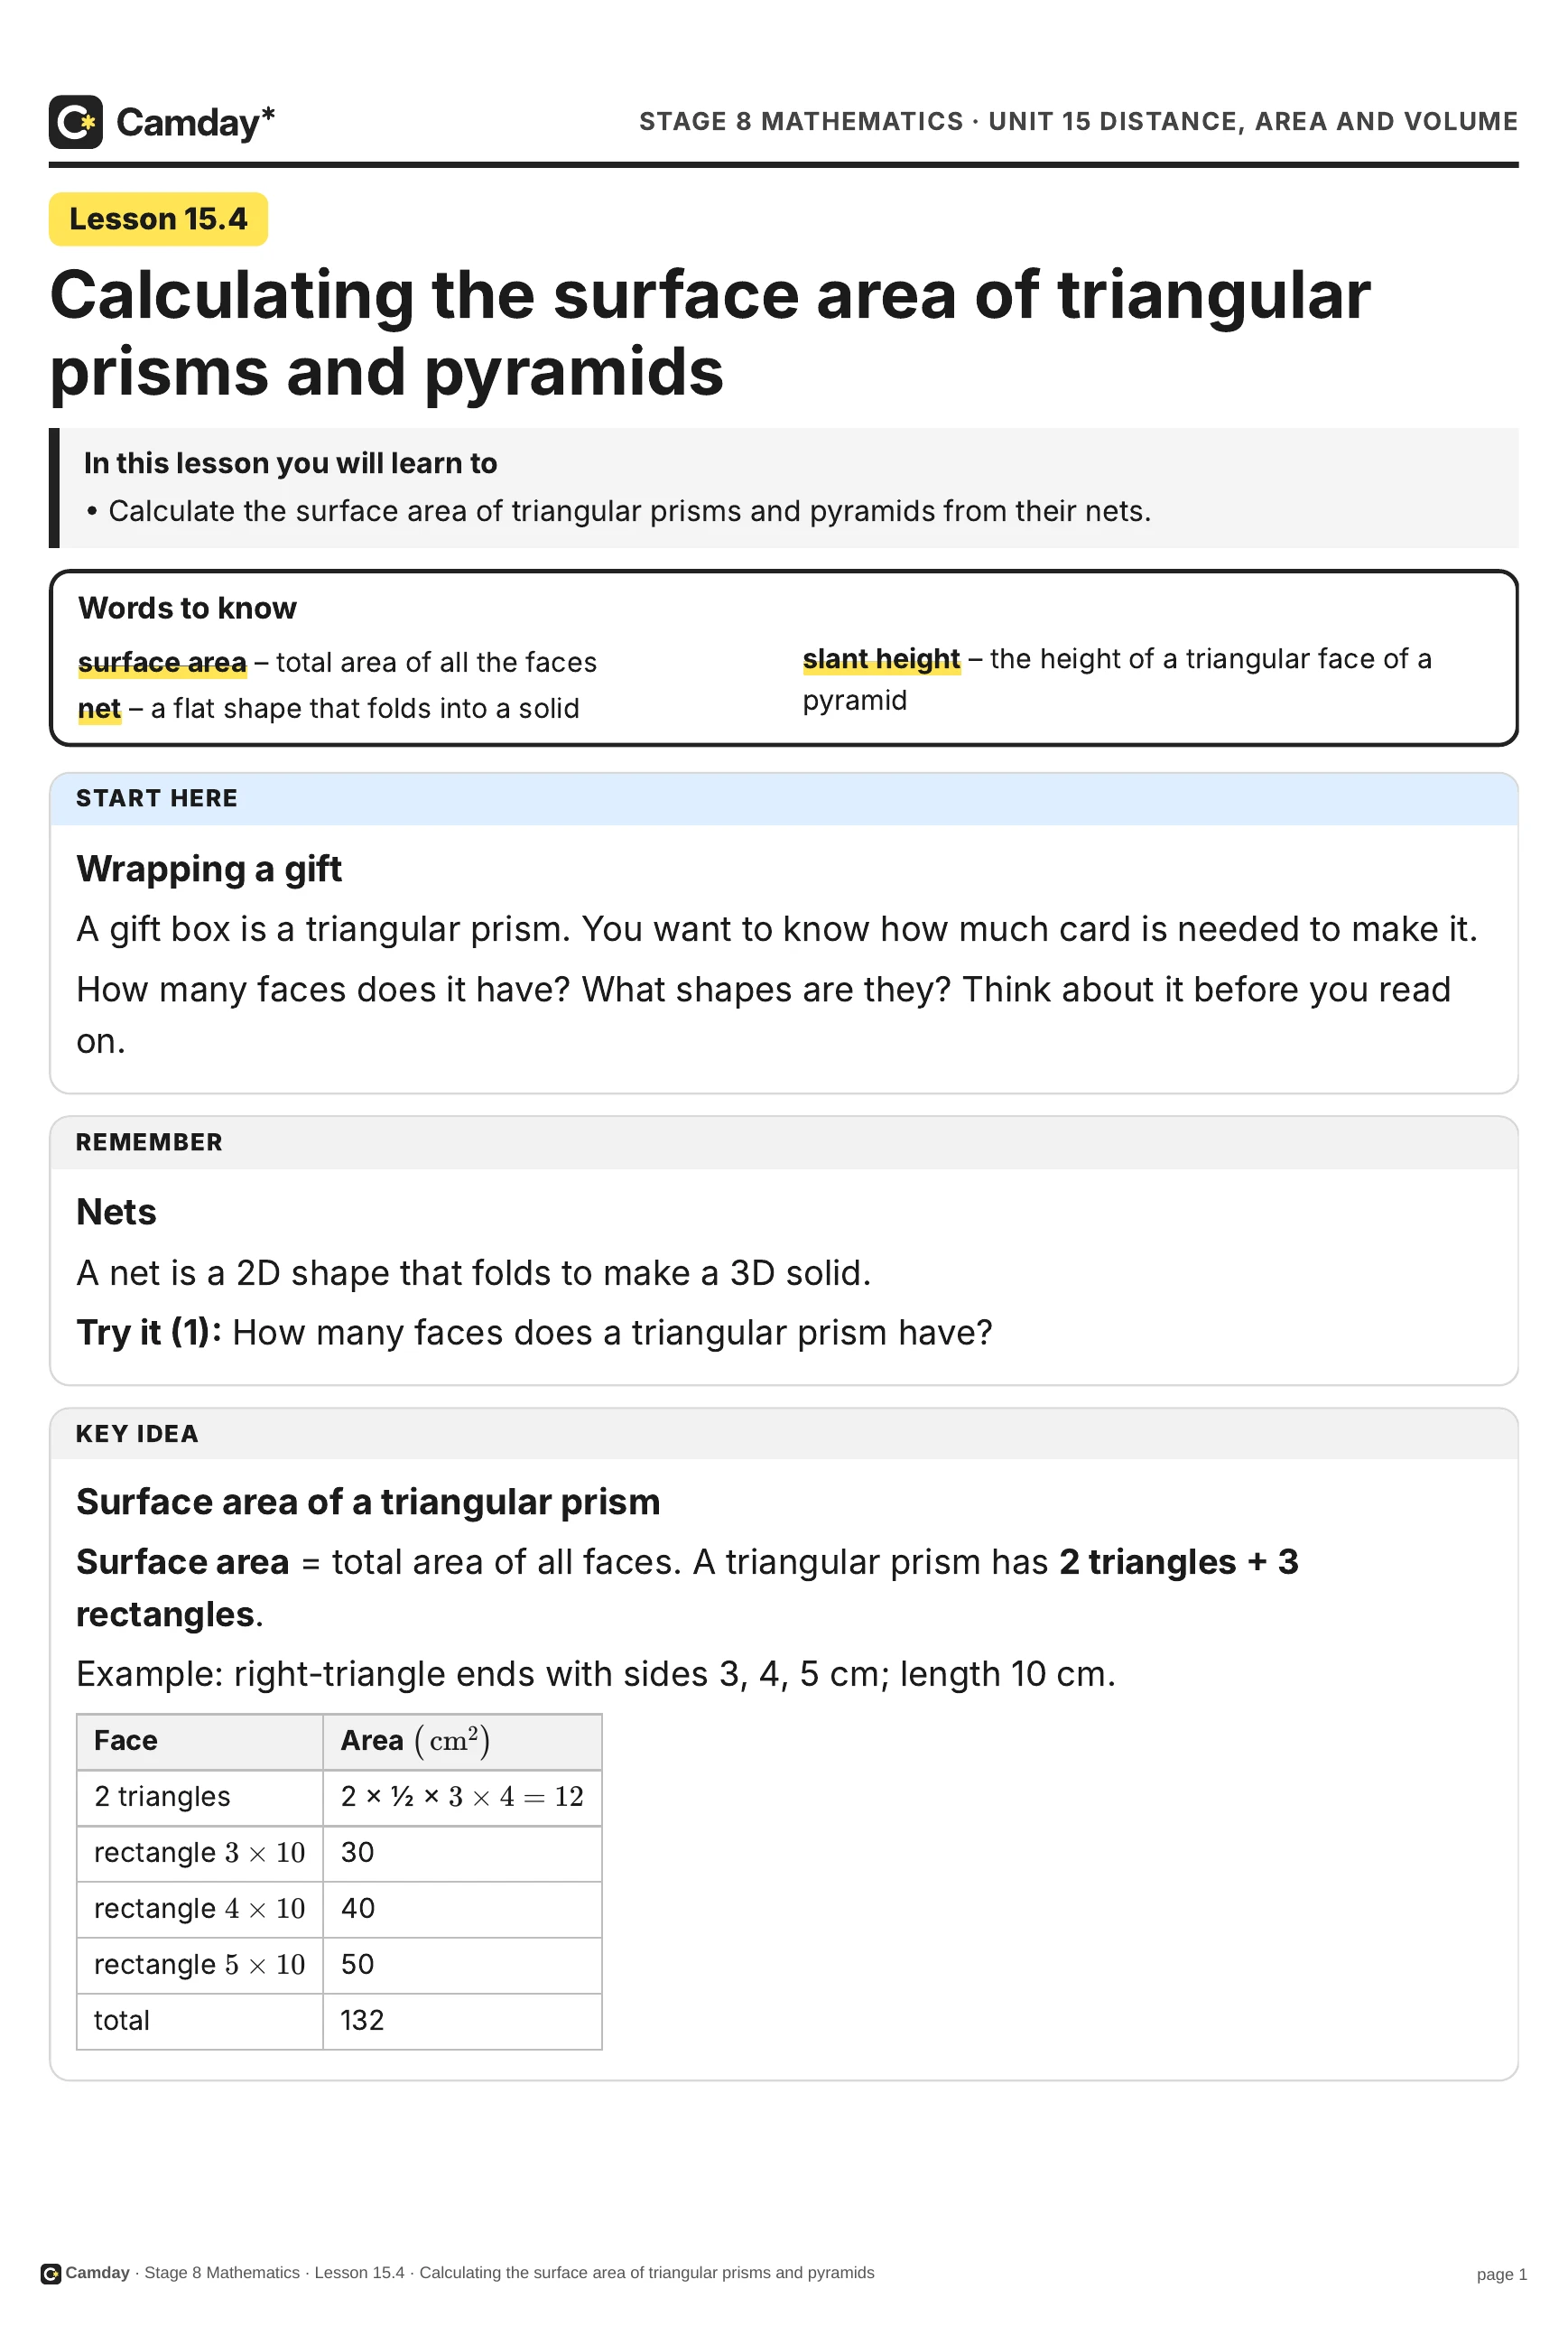 Camday*
STAGE 8 MATHEMATICS · UNIT 15 DISTANCE, AREA AND VOLUME
Lesson 15.4
Calculating the surface area of triangular
prisms and pyramids
In this lesson you will learn to
• Calculate the surface area of triangular prisms and pyramids from their nets.
Words to know
surface area – total area of all the faces
net – a flat shape that folds into a solid
slant height – the height of a triangular face of a
pyramid
START HERE
Wrapping a gift
A gift box is a triangular prism. You want to know how much card is needed to make it.
How many faces does it have? What shapes are they? Think about it before you read
on.
REMEMBER
Nets
A net is a 2D shape that folds to make a 3D solid.
Try it (1): How many faces does a triangular prism have?
KEY IDEA
Surface area of a triangular prism
Surface area = total area of all faces. A triangular prism has 2 triangles + 3
rectangles.
Example: right-triangle ends with sides 3, 4, 5 cm; length 10 cm.
Face Area (cm²)
2 triangles 2 × ½ × 3 × 4 = 12
rectangle 3 × 10 30
rectangle 4 × 10 40
rectangle 5 × 10 50
total 132
Camday · Stage 8 Mathematics · Lesson 15.4 · Calculating the surface area of triangular prisms and pyramids
page 1